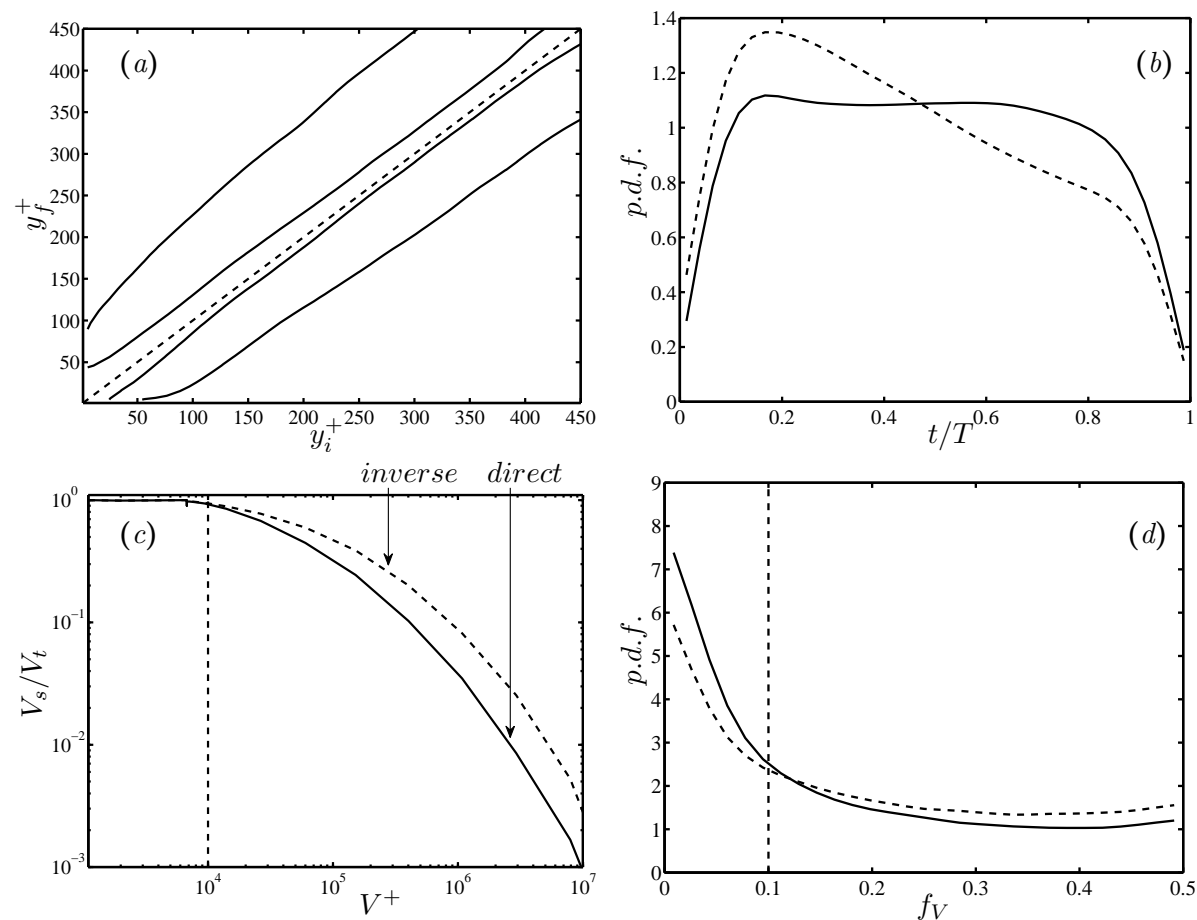 (a)
450
400
350
300
250
200
150
100
50
y_f^+
50 100 150 200 250 300 350 400 450
y_i^+
(b)
1.4
1.2
1
0.8
0.6
0.4
0.2
0
p.d.f.
0 0.2 0.4 0.6 0.8 1
t/T
inverse direct
(c)
10^0
10^-1
10^-2
10^-3
V_s/V_t
10^4 10^5 10^6 10^7
V^+
(d)
9
8
7
6
5
4
3
2
1
0
p.d.f.
0 0.1 0.2 0.3 0.4 0.5
f_V